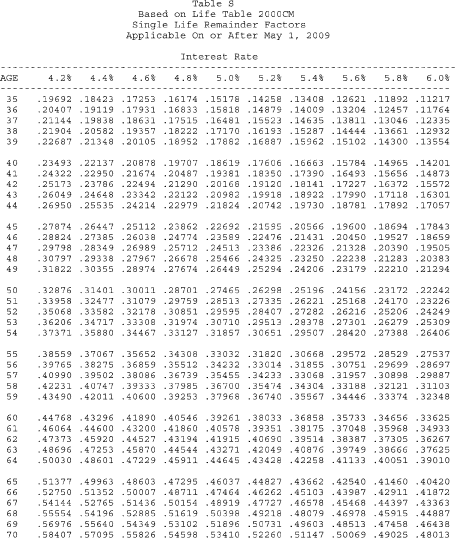 Table S
Based on Life Table 2000CM
Single Life Remainder Factors
Applicable On or After May 1, 2009
Interest Rate
AGE 4.2% 4.4% 4.6% 4.8% 5.0% 5.2% 5.4% 5.6% 5.8% 6.0%
35 .19692 .18423 .17253 .16174 .15178 .14258 .13408 .12621 .11892 .11217
36 .20407 .19119 .17931 .16833 .15818 .14879 .14009 .13204 .12457 .11764
37 .21144 .19838 .18631 .17515 .16481 .15523 .14635 .13811 .13046 .12335
38 .21904 .20582 .19357 .18222 .17170 .16193 .15287 .14444 .13661 .12932
39 .22687 .21348 .20105 .18952 .17882 .16887 .15962 .15102 .14300 .13554
40 .23493 .22137 .20878 .19707 .18619 .17606 .16663 .15784 .14965 .14201
41 .24322 .22950 .21674 .20487 .19381 .18350 .17390 .16493 .15656 .14873
42 .25173 .23786 .22494 .21290 .20168 .19120 .18141 .17227 .16372 .15572
43 .26049 .24648 .23342 .22122 .20982 .19918 .18922 .17990 .17118 .16301
44 .26950 .25535 .24214 .22979 .21824 .20742 .19730 .18781 .17892 .17057
45 .27874 .26447 .25112 .23862 .22692 .21595 .20566 .19600 .18694 .17843
46 .28824 .27385 .26038 .24774 .23589 .22476 .21431 .20450 .19527 .18659
47 .29798 .28349 .26989 .25712 .24513 .23386 .22326 .21328 .20390 .19505
48 .30797 .29338 .27967 .26678 .25466 .24325 .23250 .22238 .21283 .20383
49 .31822 .30355 .28974 .27674 .26449 .25294 .24206 .23179 .22210 .21294
50 .32876 .31401 .30011 .28701 .27465 .26298 .25196 .24156 .23172 .22242
51 .33958 .32477 .31079 .29759 .28513 .27335 .26221 .25168 .24170 .23226
52 .35068 .33582 .32178 .30851 .29595 .28407 .27282 .26216 .25206 .24249
53 .36206 .34717 .33308 .31974 .30710 .29513 .28378 .27301 .26279 .25309
54 .37371 .35880 .34467 .33127 .31857 .30651 .29507 .28420 .27388 .26406
55 .38559 .37067 .35652 .34308 .33032 .31820 .30668 .29572 .28529 .27537
56 .39765 .38275 .36859 .35512 .34232 .33014 .31855 .30751 .29699 .28697
57 .40990 .39502 .38086 .36739 .35455 .34233 .33068 .31957 .30898 .29887
58 .42231 .40747 .39333 .37985 .36700 .35474 .34304 .33188 .32121 .31103
59 .43490 .42011 .40600 .39253 .37968 .36740 .35567 .34446 .33374 .32348
60 .44768 .43296 .41890 .40546 .39261 .38033 .36858 .35733 .34656 .33625
61 .46064 .44600 .43200 .41860 .40578 .39351 .38175 .37048 .35968 .34933
62 .47373 .45920 .44527 .43194 .41915 .40690 .39514 .38387 .37305 .36267
63 .48696 .47253 .45870 .44544 .43271 .42049 .40876 .39749 .38666 .37625
64 .50030 .48601 .47229 .45911 .44645 .43428 .42258 .41133 .40051 .39010
65 .51377 .49963 .48603 .47295 .46037 .44827 .43662 .42540 .41460 .40420
66 .52750 .51352 .50007 .48711 .47464 .46262 .45103 .43987 .42911 .41872
67 .54144 .52765 .51436 .50154 .48919 .47727 .46578 .45468 .44397 .43363
68 .55554 .54196 .52885 .51619 .50398 .49218 .48079 .46978 .45915 .44887
69 .56976 .55640 .54349 .53102 .51896 .50731 .49603 .48513 .47458 .46438
70 .58407 .57095 .55826 .54598 .53410 .52260 .51147 .50069 .49025 .48013